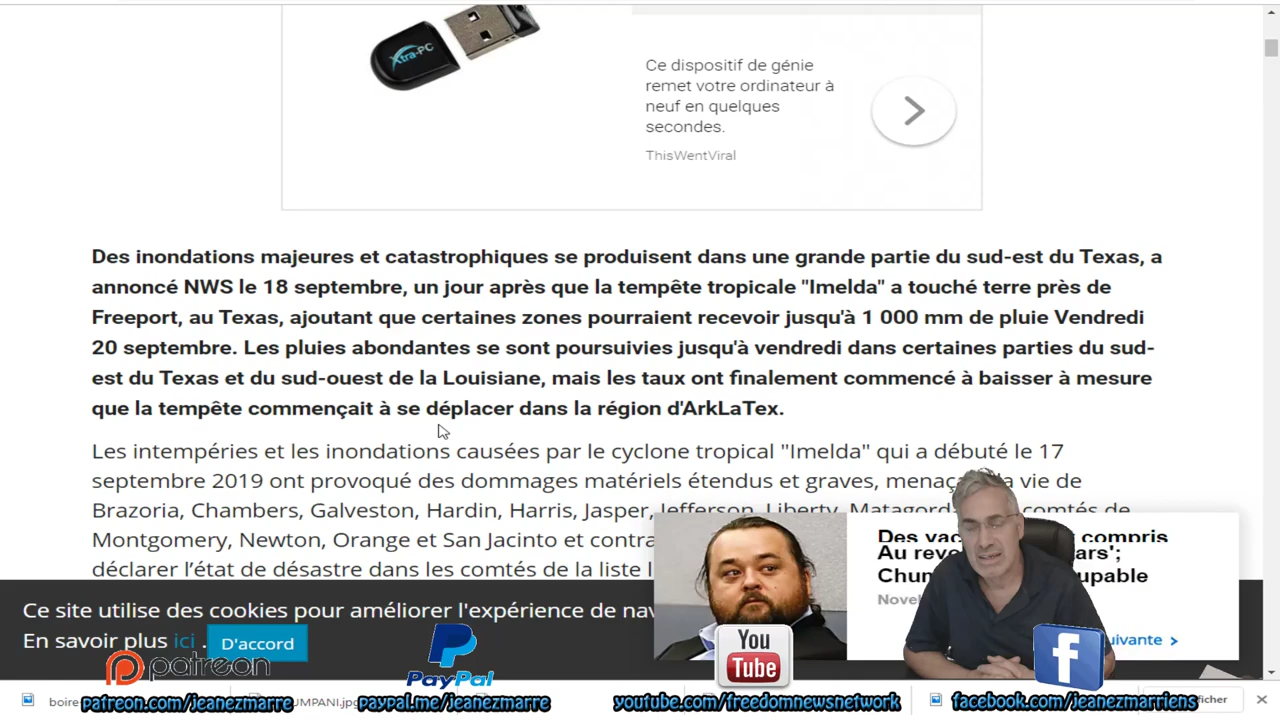 Xtra-PC
Ce dispositif de génie
remet votre ordinateur à
neuf en quelques
secondes.
ThisWentViral
Des inondations majeures et catastrophiques se produisent dans une grande partie du sud-est du Texas, a
annoncé NWS le 18 septembre, un jour après que la tempête tropicale "Imelda" a touché terre près de
Freeport, au Texas, ajoutant que certaines zones pourraient recevoir jusqu'à 1 000 mm de pluie Vendredi
20 septembre. Les pluies abondantes se sont poursuivies jusqu'à vendredi dans certaines parties du sud-
est du Texas et du sud-ouest de la Louisiane, mais les taux ont finalement commencé à baisser à mesure
que la tempête commençait à se déplacer dans la région d'ArkLaTex.
Les intempéries et les inondations causées par le cyclone tropical "Imelda" qui a débuté le 17
septembre 2019 ont provoqué des dommages matériels étendus et graves, la vie de
Brazoria, Chambers, Galveston, Hardin, Harris, Jasper, Jefferson, Liberty, comtés de
Montgomery, Newton, Orange et San Jacinto et
déclarer l'état de désastre dans les comtés de la liste
Des compris
Au
Ce site utilise des cookies pour améliorer l'expérience de
En savoir plus ici .
D'accord
patreon
PayPal
You
Tube
f
patreon.com/jeanezmarre
paypal.me/jeanezmarre
youtube.com/freedomnewsnetwork
facebook.com/jeanezmarriens